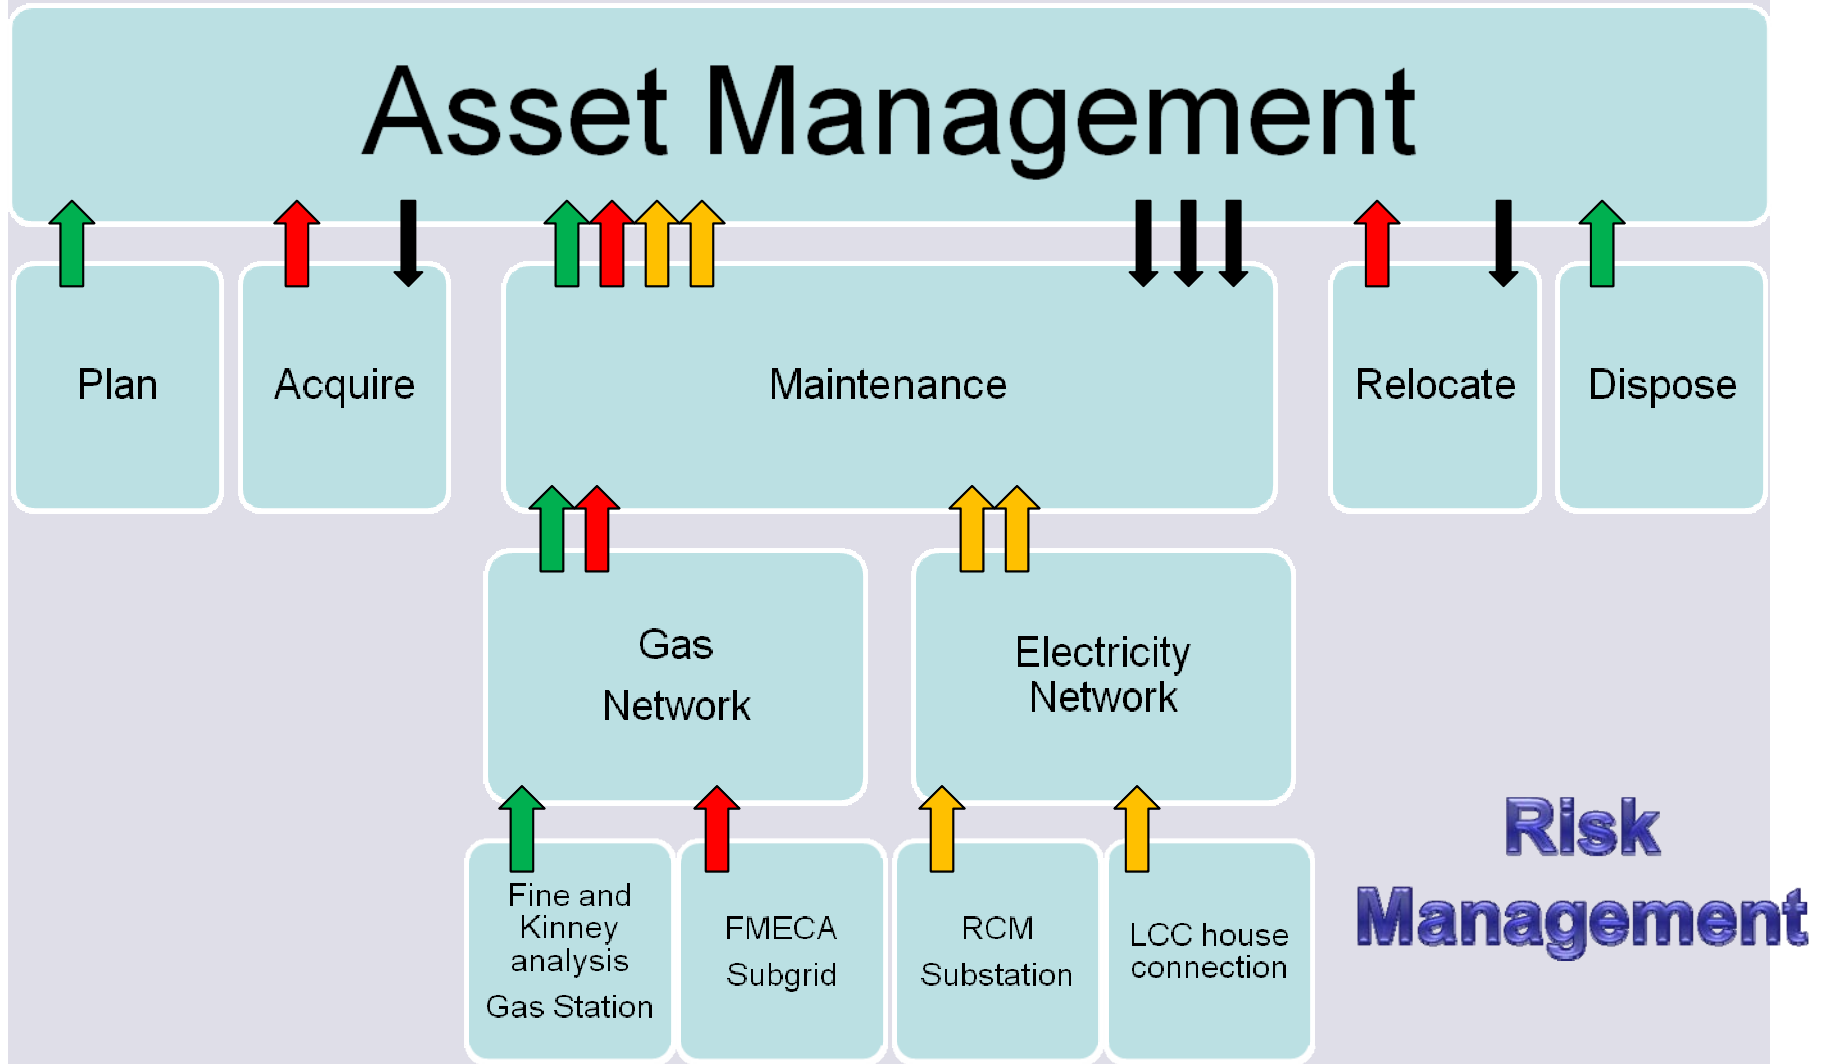 Asset Management
Plan
Acquire
Maintenance
Relocate
Dispose
Gas
Network
Electricity
Network
Fine and
Kinney
analysis
Gas Station
FMECA
Subgrid
RCM
Substation
LCC house
connection
Risk
Management